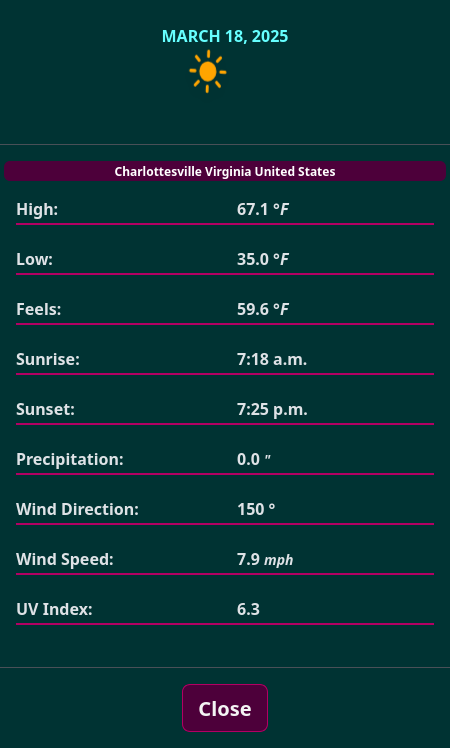 MARCH 18, 2025
Charlottesville Virginia United States
High: 67.1 °F
Low: 35.0 °F
Feels: 59.6 °F
Sunrise: 7:18 a.m.
Sunset: 7:25 p.m.
Precipitation: 0.0 "
Wind Direction: 150 °
Wind Speed: 7.9 mph
UV Index: 6.3
Close